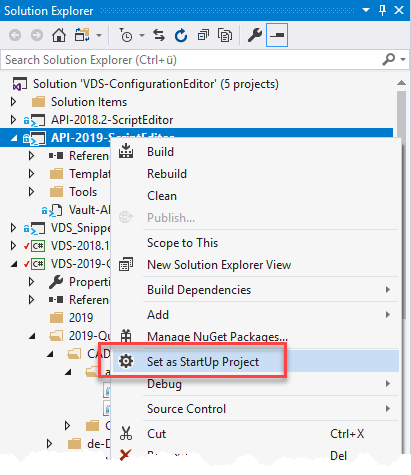 Solution Explorer
Search Solution Explorer (Ctrl+ü)
Solution 'VDS-ConfigurationEditor' (5 projects)
Solution Items
API-2018.2-ScriptEditor
API-2019-ScriptEditor
Build
Referen
Rebuild
Templat
Clean
Tools
Publish...
Vault-A
Scope to This
VDS_Snippe
New Solution Explorer View
VDS-2018.1
VDS-2019-
Build Dependencies
Properti
Add
Referen
2019
Manage NuGet Packages...
2019-Qu
CAD
Set as StartUp Project
a
Debug
Source Control
C
Cut Ctrl+X
de-D
Del